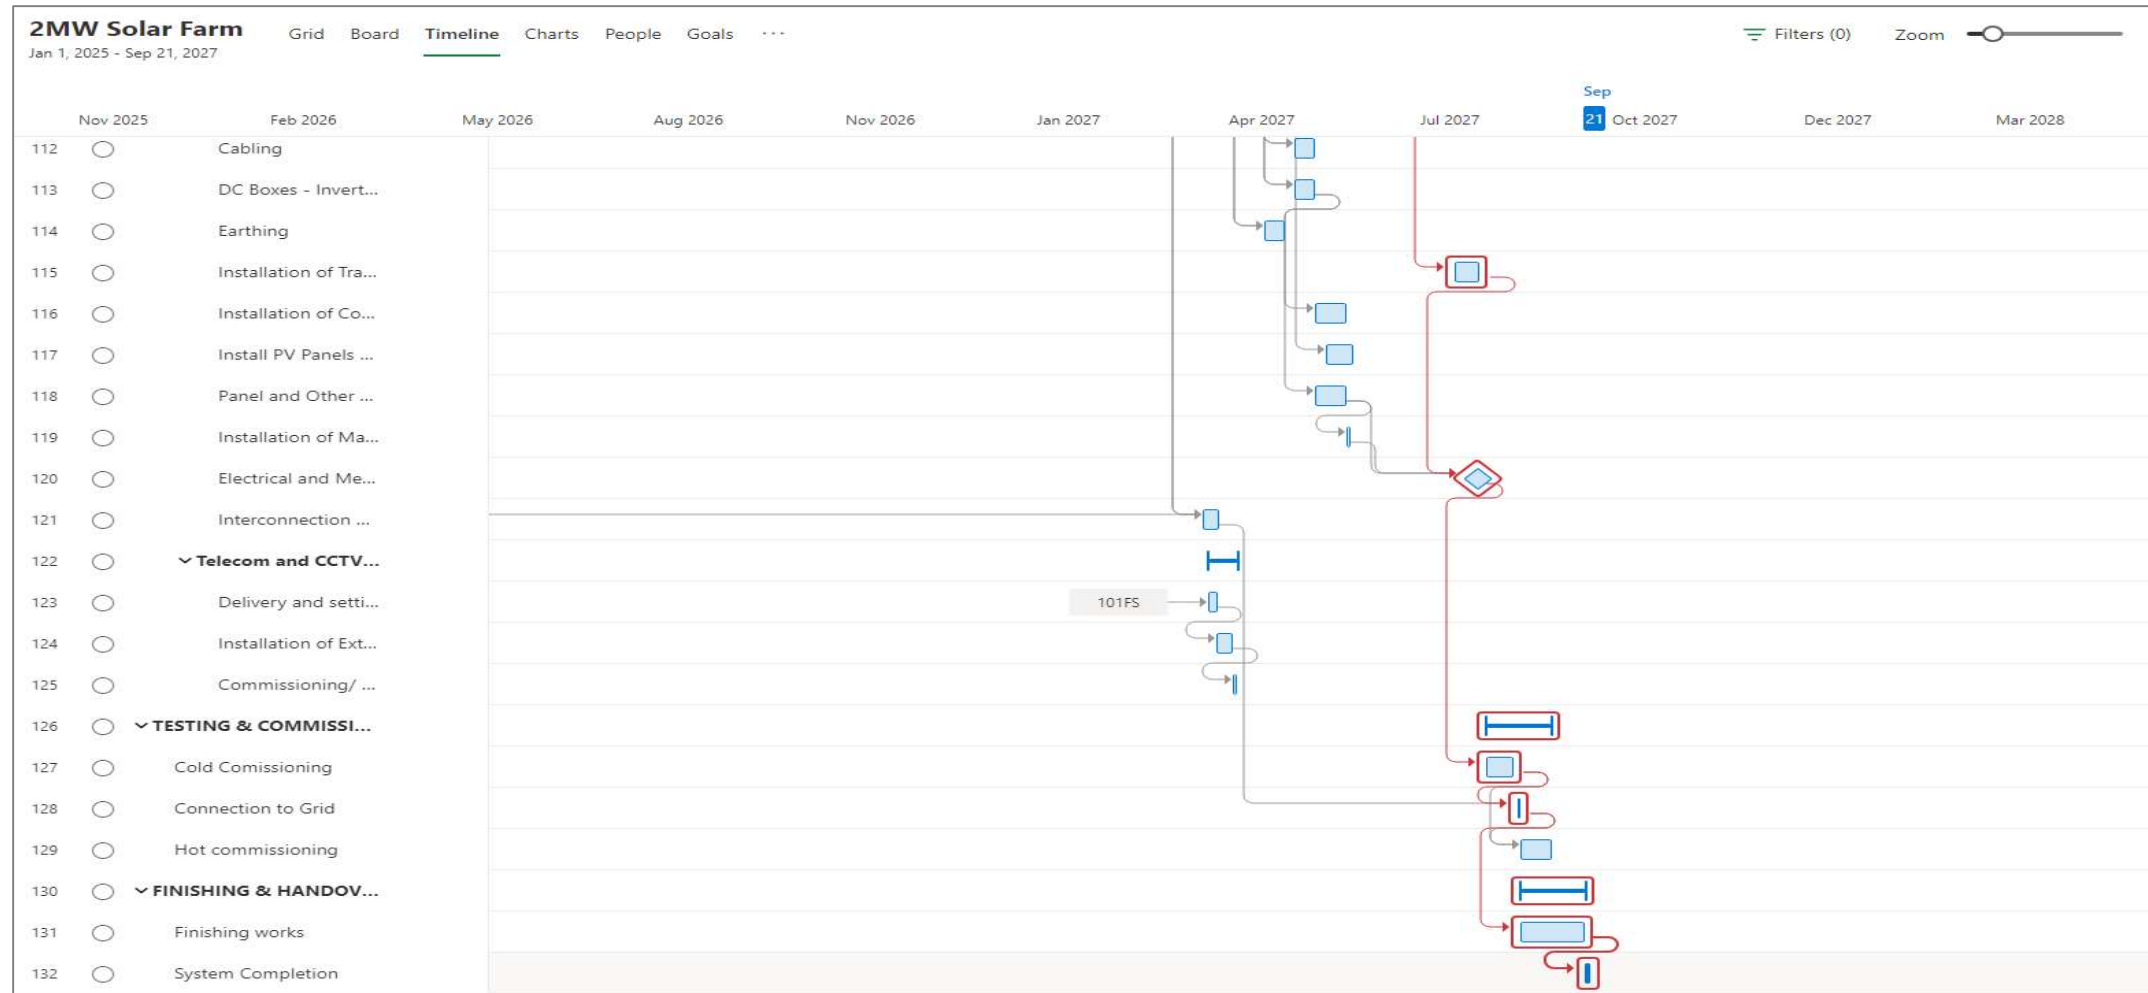 2MW Solar Farm
Jan 1, 2025 - Sep 21, 2027
Grid Board Timeline Charts People Goals ...
Filters (0) Zoom
Sep
Nov 2025 Feb 2026 May 2026 Aug 2026 Nov 2026 Jan 2027 Apr 2027 Jul 2027 21 Oct 2027 Dec 2027 Mar 2028
112 Cabling
113 DC Boxes - Invert...
114 Earthing
115 Installation of Tra...
116 Installation of Co...
117 Install PV Panels ...
118 Panel and Other ...
119 Installation of Ma...
120 Electrical and Me...
121 Interconnection ...
122 Telecom and CCTV...
123 Delivery and setti... 101FS
124 Installation of Ext...
125 Commissioning/ ...
126 TESTING & COMMISSI...
127 Cold Comissioning
128 Connection to Grid
129 Hot commissioning
130 FINISHING & HANDOV...
131 Finishing works
132 System Completion